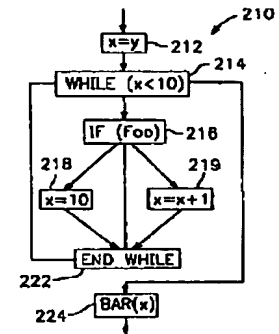 210
x=y 212
WHILE (x<10) 214
IF (Foo) 216
218 219
x=10 x=x+1
END WHILE
222
224 BAR(x)